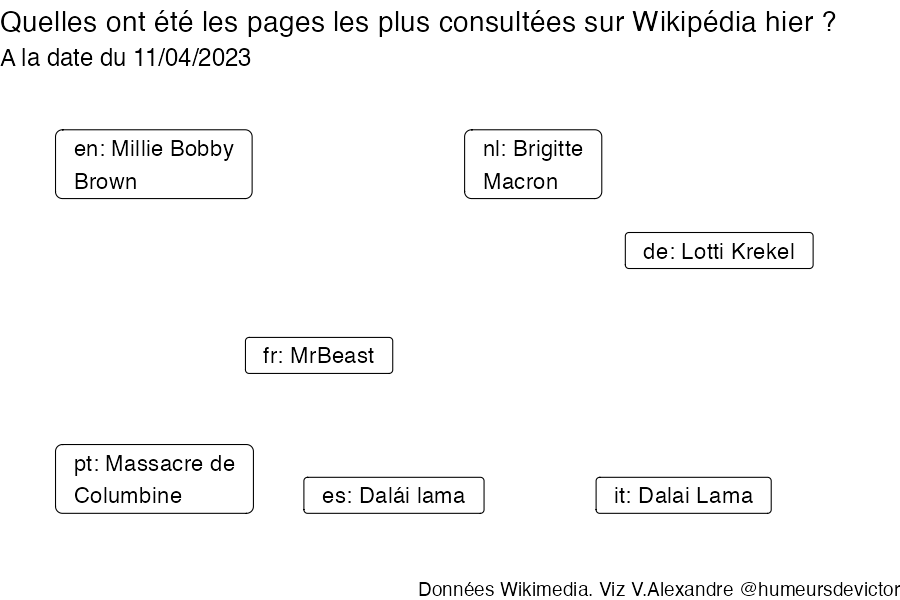 Quelles ont été les pages les plus consultées sur Wikipédia hier ?
A la date du 11/04/2023
en: Millie Bobby
Brown
nl: Brigitte
Macron
de: Lotti Krekel
fr: MrBeast
pt: Massacre de
Columbine
es: Dalái lama
it: Dalai Lama
Données Wikimedia. Viz V.Alexandre @humeursdevictor